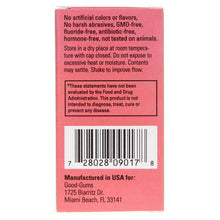 No artificial colors or flavors,
No harsh abrasives, GMO-free,
fluoride-free, antibiotic-
hormone-free, not tested on animals.
Store in a dry place at room tempera-
ture with cap closed. Do not expose
to excessive heat or moisture. Contents
may settle. Shake to improve flow.
*These statements have not been
evaluated by the Food and Drug
Administration. This product is not
intended to diagnose, treat, cure or
prevent any disease.
7 28028 09017 8
Manufactured in USA for:
Good-Gums
1725 Biarritz Dr.
Miami Beach, FL 33141